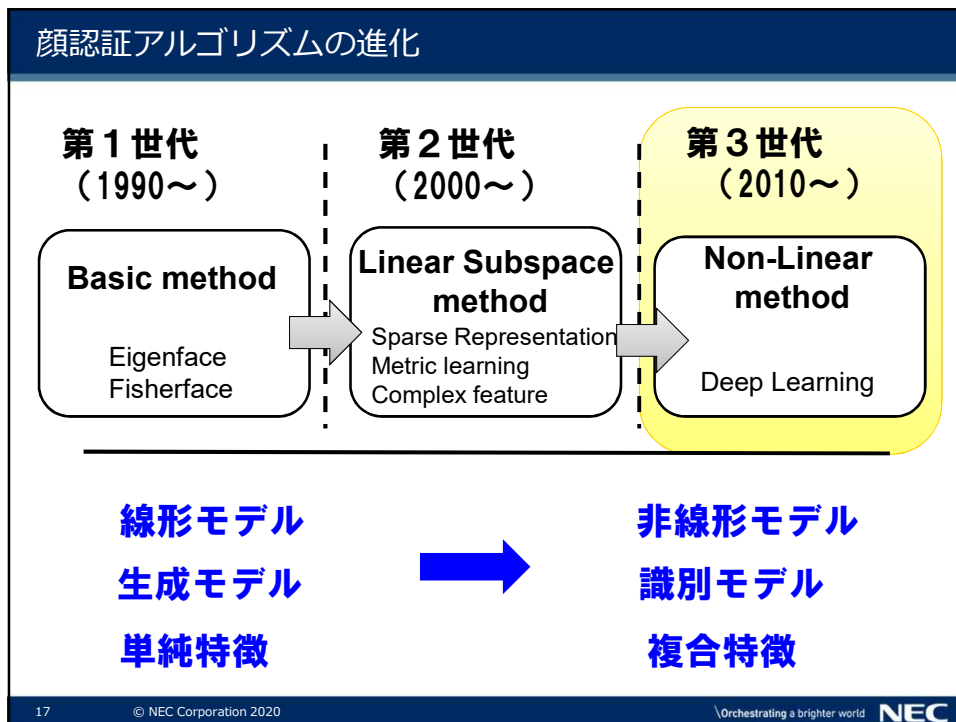 顔認証アルゴリズムの進化
第１世代
（1990～）
第２世代
（2000～）
第３世代
（2010～）
Basic method
Eigenface
Fisherface
Linear Subspace
method
Sparse Representation
Metric learning
Complex feature
Non-Linear
method
Deep Learning
線形モデル
非線形モデル
生成モデル
識別モデル
単純特徴
複合特徴
17
© NEC Corporation 2020
\Orchestrating a brighter world
NEC